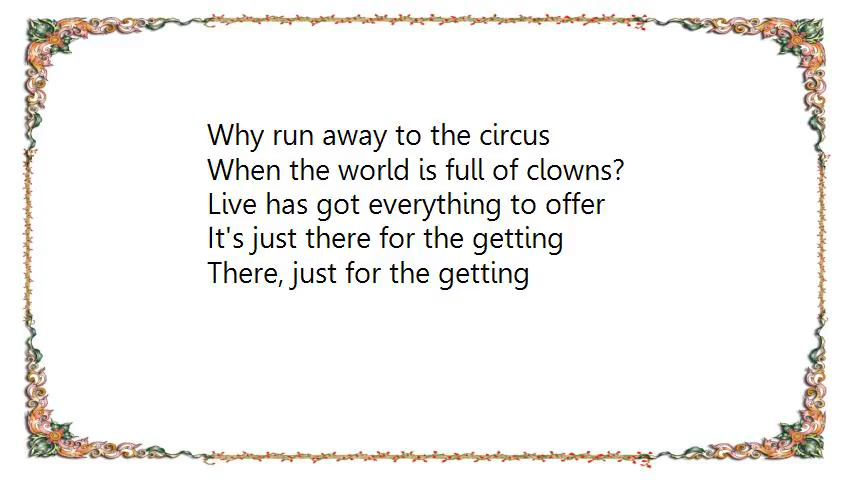 Why run away to the circus
When the world is full of clowns?
Live has got everything to offer
It's just there for the getting
There, just for the getting